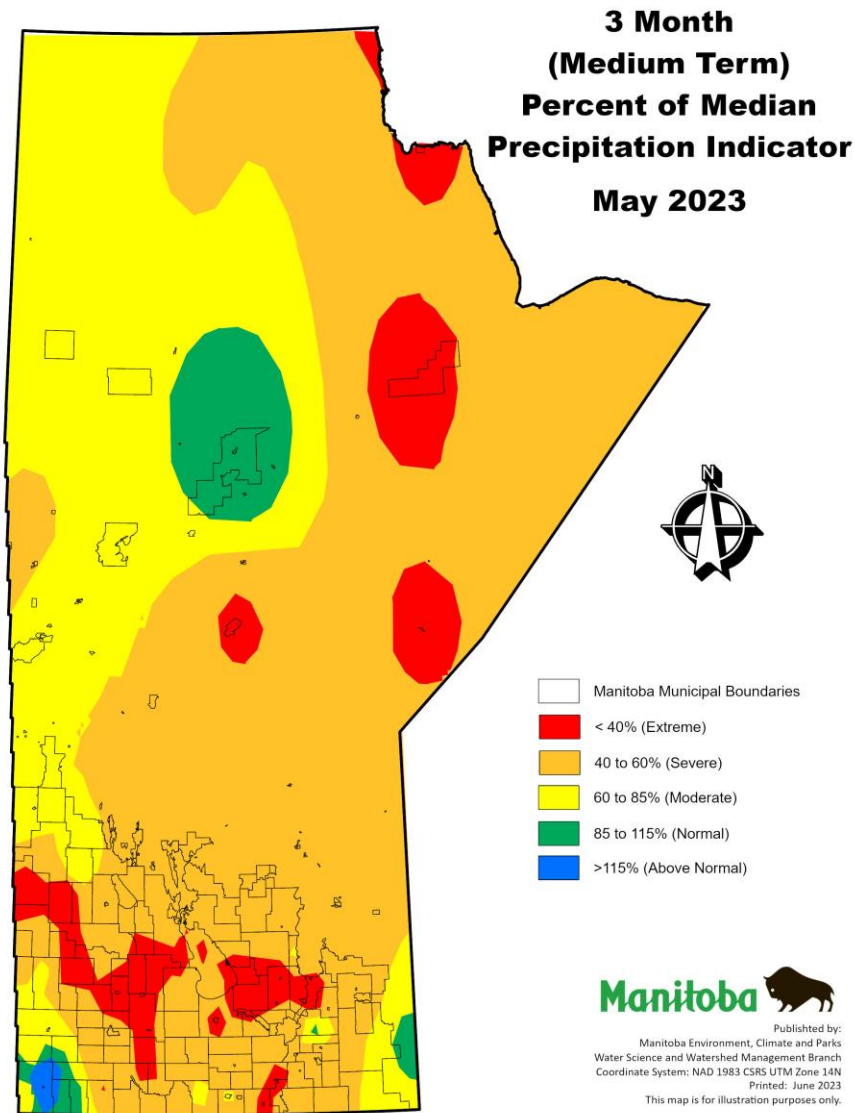 3 Month
(Medium Term)
Percent of Median
Precipitation Indicator
May 2023
N
Manitoba Municipal Boundaries
< 40% (Extreme)
40 to 60% (Severe)
60 to 85% (Moderate)
85 to 115% (Normal)
>115% (Above Normal)
Manitoba
Published by:
Manitoba Environment, Climate and Parks
Water Science and Watershed Management Branch
Coordinate System: NAD 1983 CSRS UTM Zone 14N
Printed: June 2023
This map is for illustration purposes only.